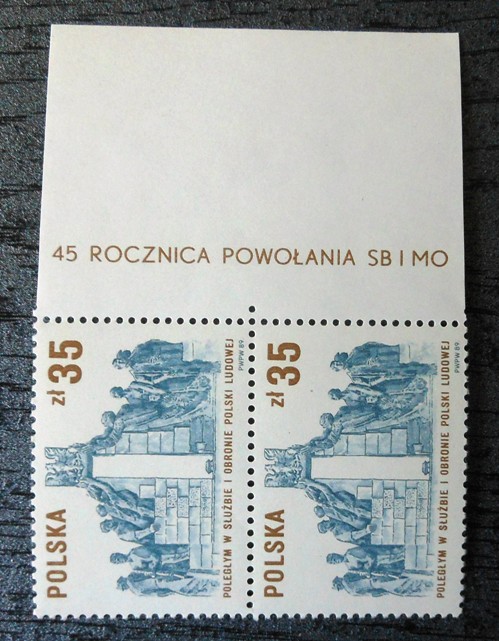 45 ROCZNICA POWOŁANIA SB I MO
POLSKA
zł 35
POLEGŁYM W SŁUŻBIE I OBRONIE POLSKI LUDOWEJ
PWPW 89
POLSKA
zł 35
POLEGŁYM W SŁUŻBIE I OBRONIE POLSKI LUDOWEJ
PWPW 89